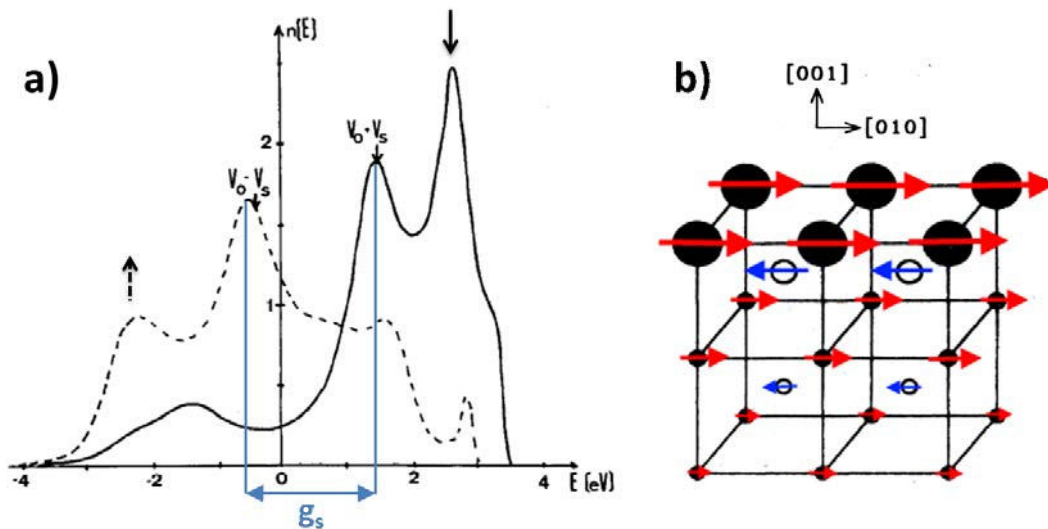 a)
n(E)
2
V₀+Vₛ
V₀-Vₛ
1
-4 -2 0 2 4
E (eV)
gₛ
b)
[001]
[010]